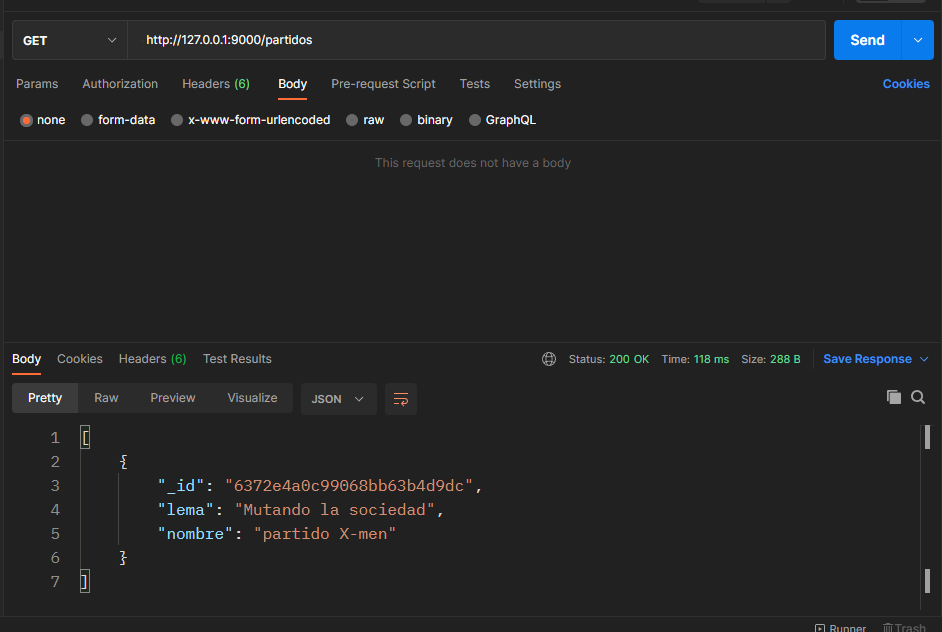 GET http://127.0.0.1:9000/partidos Send
Params Authorization Headers (6) Body Pre-request Script Tests Settings Cookies
none form-data x-www-form-urlencoded raw binary GraphQL
This request does not have a body
Body Cookies Headers (6) Test Results Status: 200 OK Time: 118 ms Size: 288 B Save Response
Pretty Raw Preview Visualize JSON
1 [
2 {
3 "_id": "6372e4a0c99068bb63b4d9dc",
4 "lema": "Mutando la sociedad",
5 "nombre": "partido X-men"
6 }
7 ]
Runner Trash